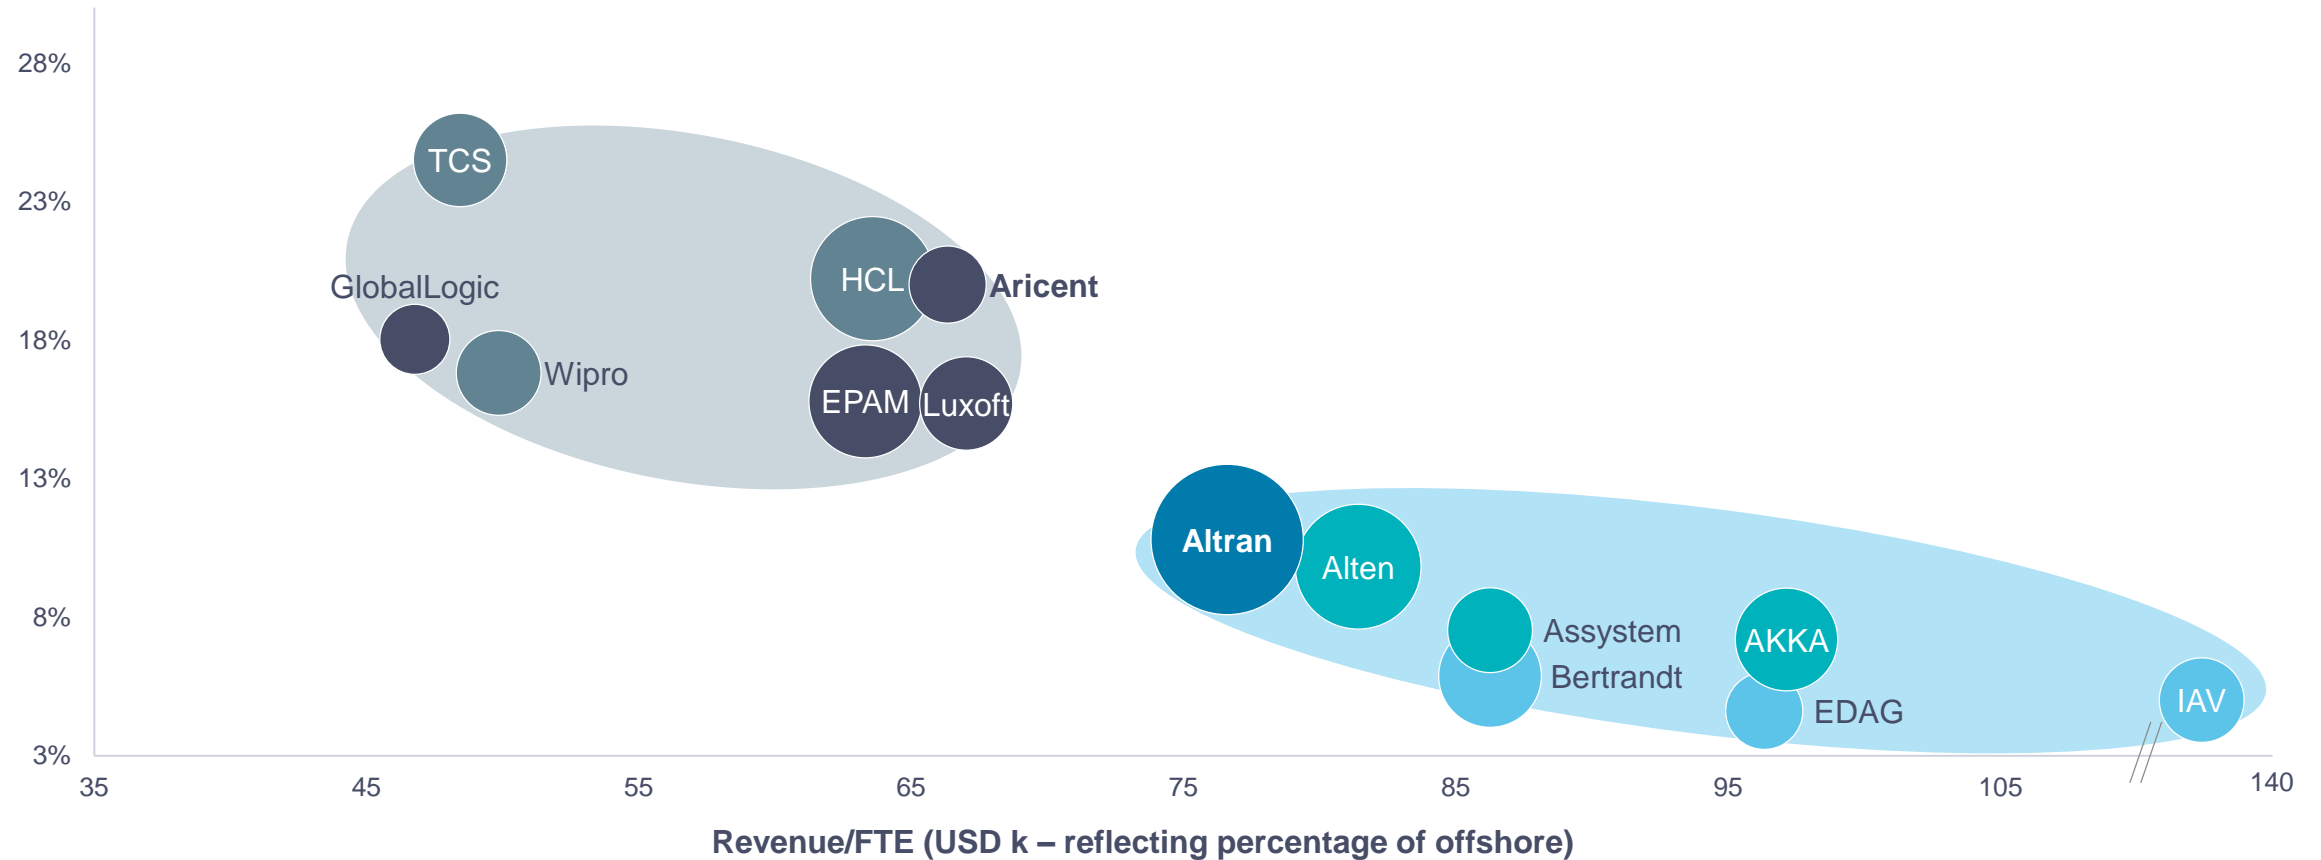 28%
TCS
23%
HCL
GlobalLogic
Aricent
18%
Wipro
EPAM
Luxoft
13%
Altran
Alten
8%
Assystem
AKKA
Bertrandt
IAV
EDAG
3%
35 45 55 65 75 85 95 105 140
Revenue/FTE (USD k – reflecting percentage of offshore)